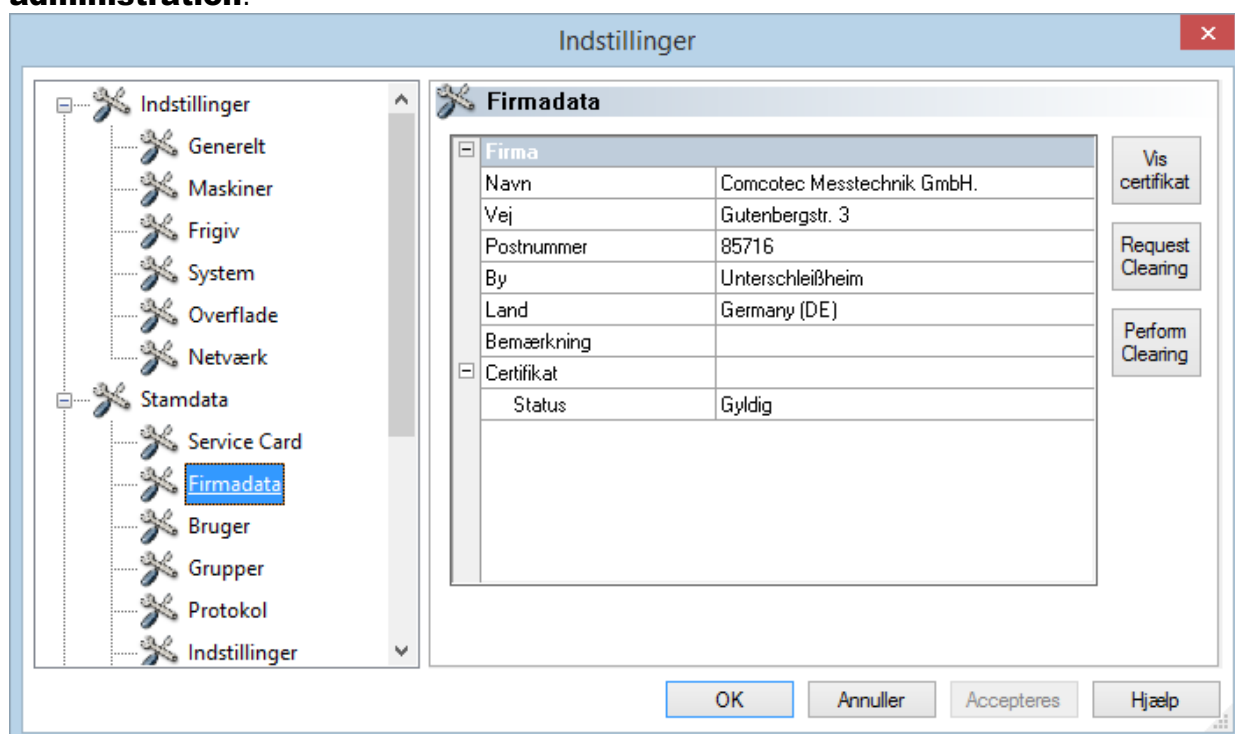 administration.
Indstillinger
Indstillinger
Generelt
Maskiner
Frigiv
System
Overflade
Netværk
Stamdata
Service Card
Firmadata
Bruger
Grupper
Protokol
Indstillinger
Firmadata
Firma
Navn Comcotec Messtechnik GmbH.
Vej Gutenbergstr. 3
Postnummer 85716
By Unterschleißheim
Land Germany (DE)
Bemærkning
Certifikat
Status Gyldig
Vis
certifikat
Request
Clearing
Perform
Clearing
OK Annuller Accepteres Hjælp